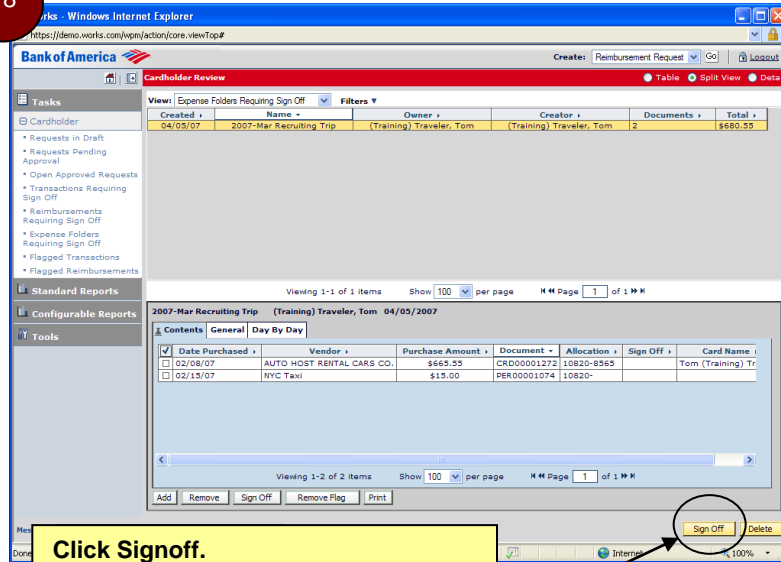 8
rks - Windows Internet Explorer
https://demo.works.com/wpm/action/core.viewTop#
Bank of America
Create: Reimbursement Request Go Logout
Cardholder Review
Table Split View Deta
Tasks
Cardholder
Requests in Draft
Requests Pending
Approval
Open Approved Requests
Transactions Requiring
Sign Off
Reimbursements
Requiring Sign Off
Expense Folders
Requiring Sign Off
Flagged Transactions
Flagged Reimbursements
Standard Reports
Configurable Reports
Tools
View: Expense Folders Requiring Sign Off Filters
Created Name Owner Creator Documents Total
04/05/07 2007-Mar Recruiting Trip (Training) Traveler, Tom (Training) Traveler, Tom 2 $680.55
Viewing 1-1 of 1 items Show 100 per page Page 1 of 1
2007-Mar Recruiting Trip (Training) Traveler, Tom 04/05/2007
Contents General Day By Day
Date Purchased Vendor Purchase Amount Document Allocation Sign Off Card Name
02/08/07 AUTO HOST RENTAL CARS CO. $665.55 CRD00001272 10820-8565 Tom (Training) Tr
02/15/07 NYC Taxi $15.00 PER00001074 10820-
Viewing 1-2 of 2 items Show 100 per page Page 1 of 1
Add Remove Sign Off Remove Flag Print
Sign Off Delete
Mes
Done
Click Signoff.
Internet 100%